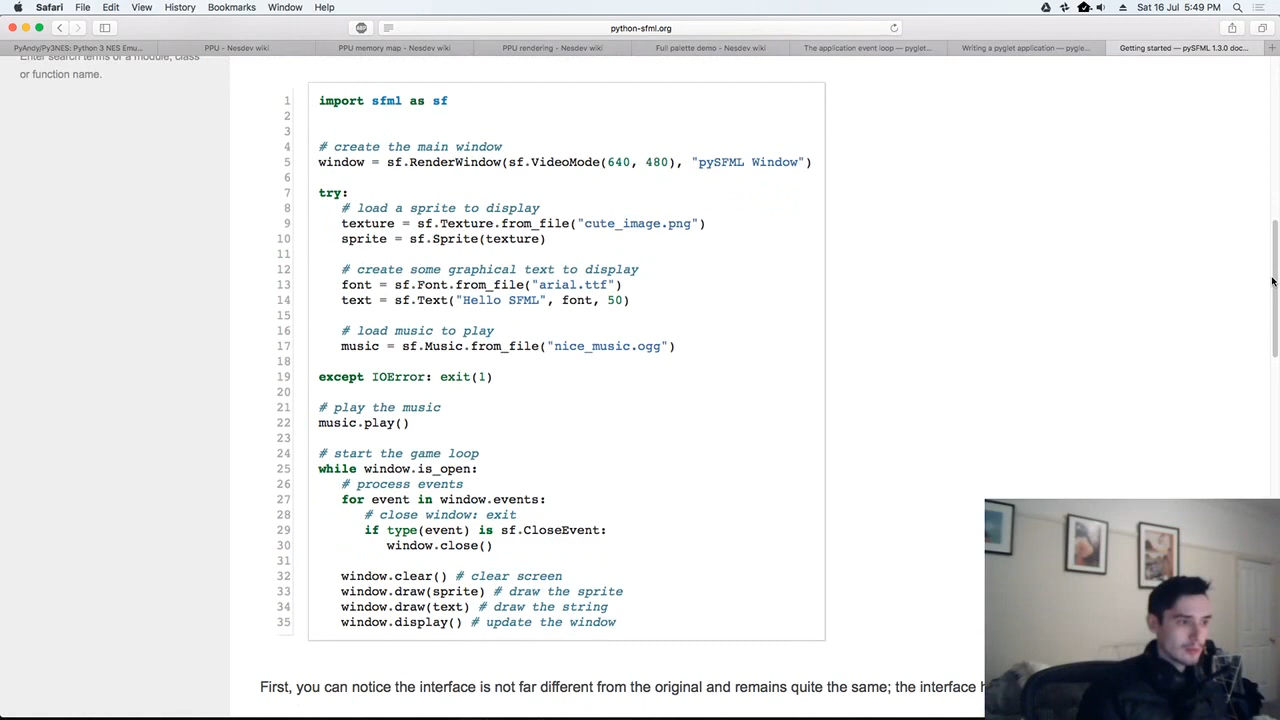 Safari File Edit View History Bookmarks Window Help
Sat 16 Jul 5:49 PM
python-sfml.org
PyAndy/Py3NES: Python 3 NES Emu...
PPU - Nesdev wiki
PPU memory map - Nesdev wiki
PPU rendering - Nesdev wiki
Full palette demo - Nesdev wiki
The application event loop — pyglet...
Writing a pyglet application — pygle...
Getting started — pySFML 1.3.0 doc...
Enter search terms or a module, class
or function name.
1 import sfml as sf
2
3
4 # create the main window
5 window = sf.RenderWindow(sf.VideoMode(640, 480), "pySFML Window")
6
7 try:
8 # load a sprite to display
9 texture = sf.Texture.from_file("cute_image.png")
10 sprite = sf.Sprite(texture)
11
12 # create some graphical text to display
13 font = sf.Font.from_file("arial.ttf")
14 text = sf.Text("Hello SFML", font, 50)
15
16 # load music to play
17 music = sf.Music.from_file("nice_music.ogg")
18
19 except IOError: exit(1)
20
21 # play the music
22 music.play()
23
24 # start the game loop
25 while window.is_open:
26 # process events
27 for event in window.events:
28 # close window: exit
29 if type(event) is sf.CloseEvent:
30 window.close()
31
32 window.clear() # clear screen
33 window.draw(sprite) # draw the sprite
34 window.draw(text) # draw the string
35 window.display() # update the window
First, you can notice the interface is not far different from the original and remains quite the same; the interface h